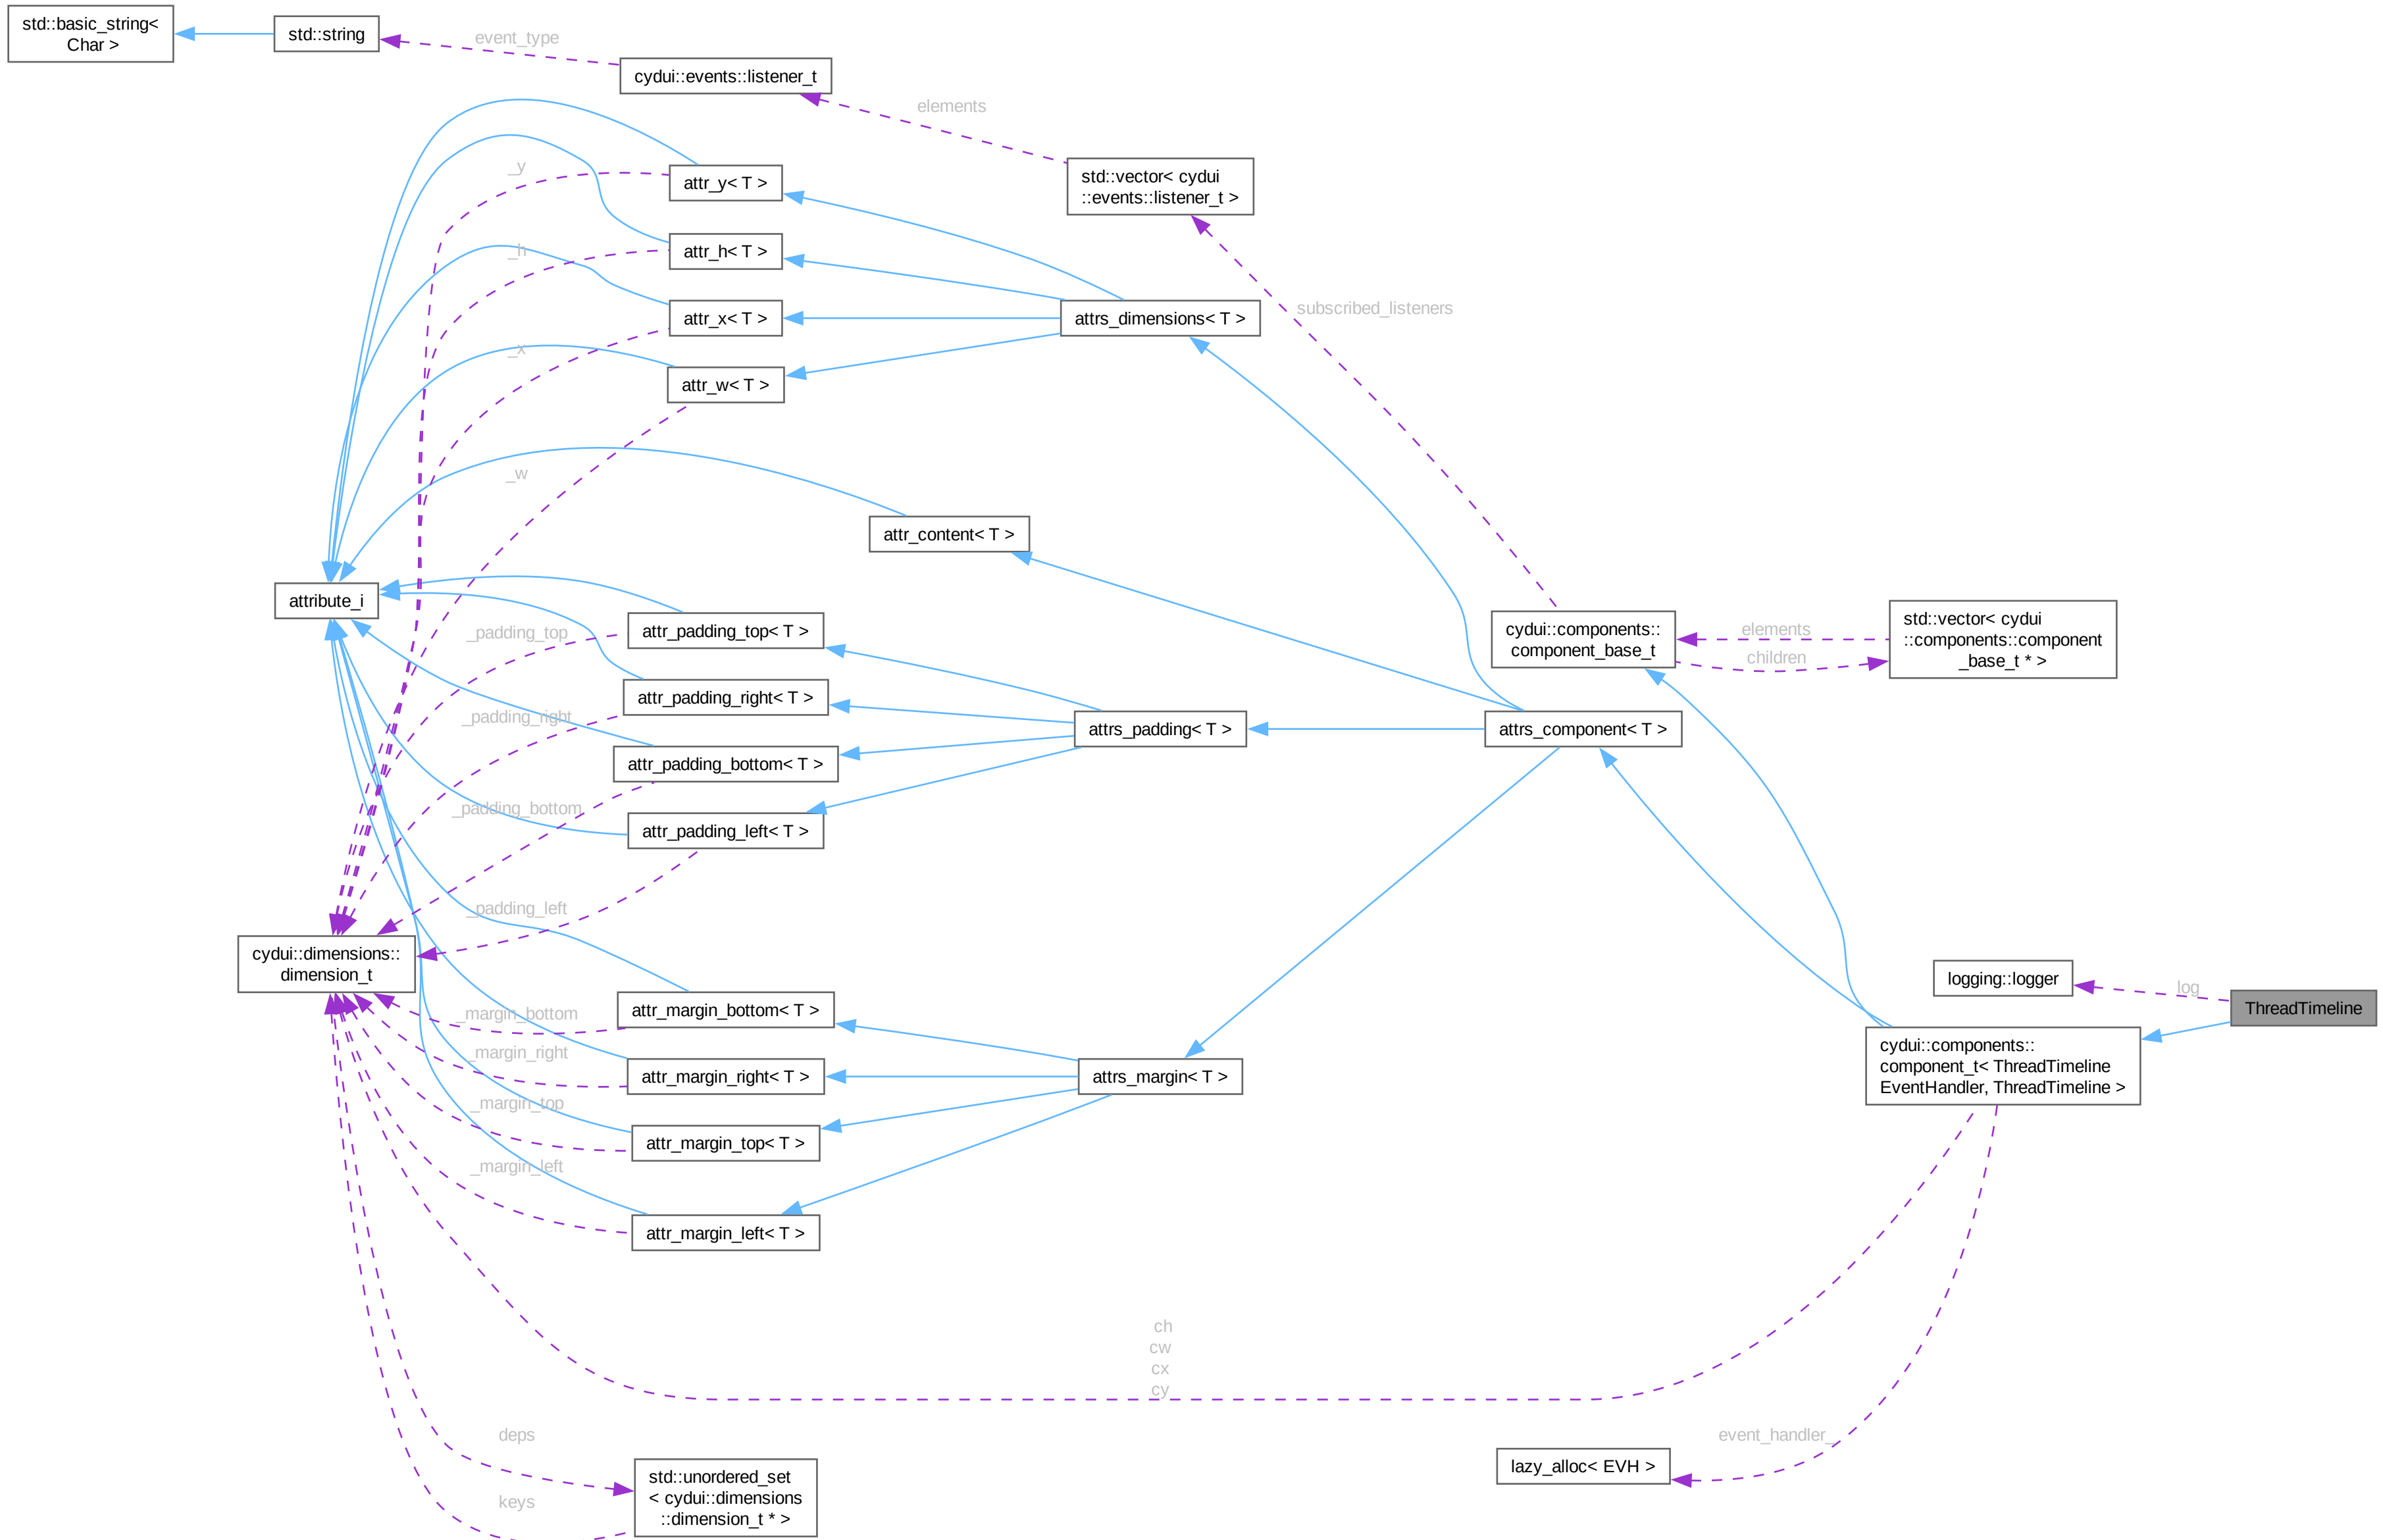 std::basic_string<
Char >
std::string
event_type
cydui::events::listener_t
elements
_y
attr_y< T >
std::vector< cydui
::events::listener_t >
_h
attr_h< T >
attr_x< T >
attrs_dimensions< T >
subscribed_listeners
_x
attr_w< T >
_w
attr_content< T >
attribute_i
_padding_top
attr_padding_top< T >
cydui::components::
component_base_t
elements
children
std::vector< cydui
::components::component
_base_t * >
attr_padding_right< T >
_padding_right
attrs_padding< T >
attrs_component< T >
attr_padding_bottom< T >
_padding_bottom
attr_padding_left< T >
_padding_left
cydui::dimensions::
dimension_t
logging::logger
log
ThreadTimeline
attr_margin_bottom< T >
_margin_bottom
_margin_right
attr_margin_right< T >
attrs_margin< T >
cydui::components::
component_t< ThreadTimeline
EventHandler, ThreadTimeline >
_margin_top
attr_margin_top< T >
_margin_left
attr_margin_left< T >
ch
cw
cx
cy
deps
event_handler_
lazy_alloc< EVH >
keys
std::unordered_set
< cydui::dimensions
::dimension_t * >